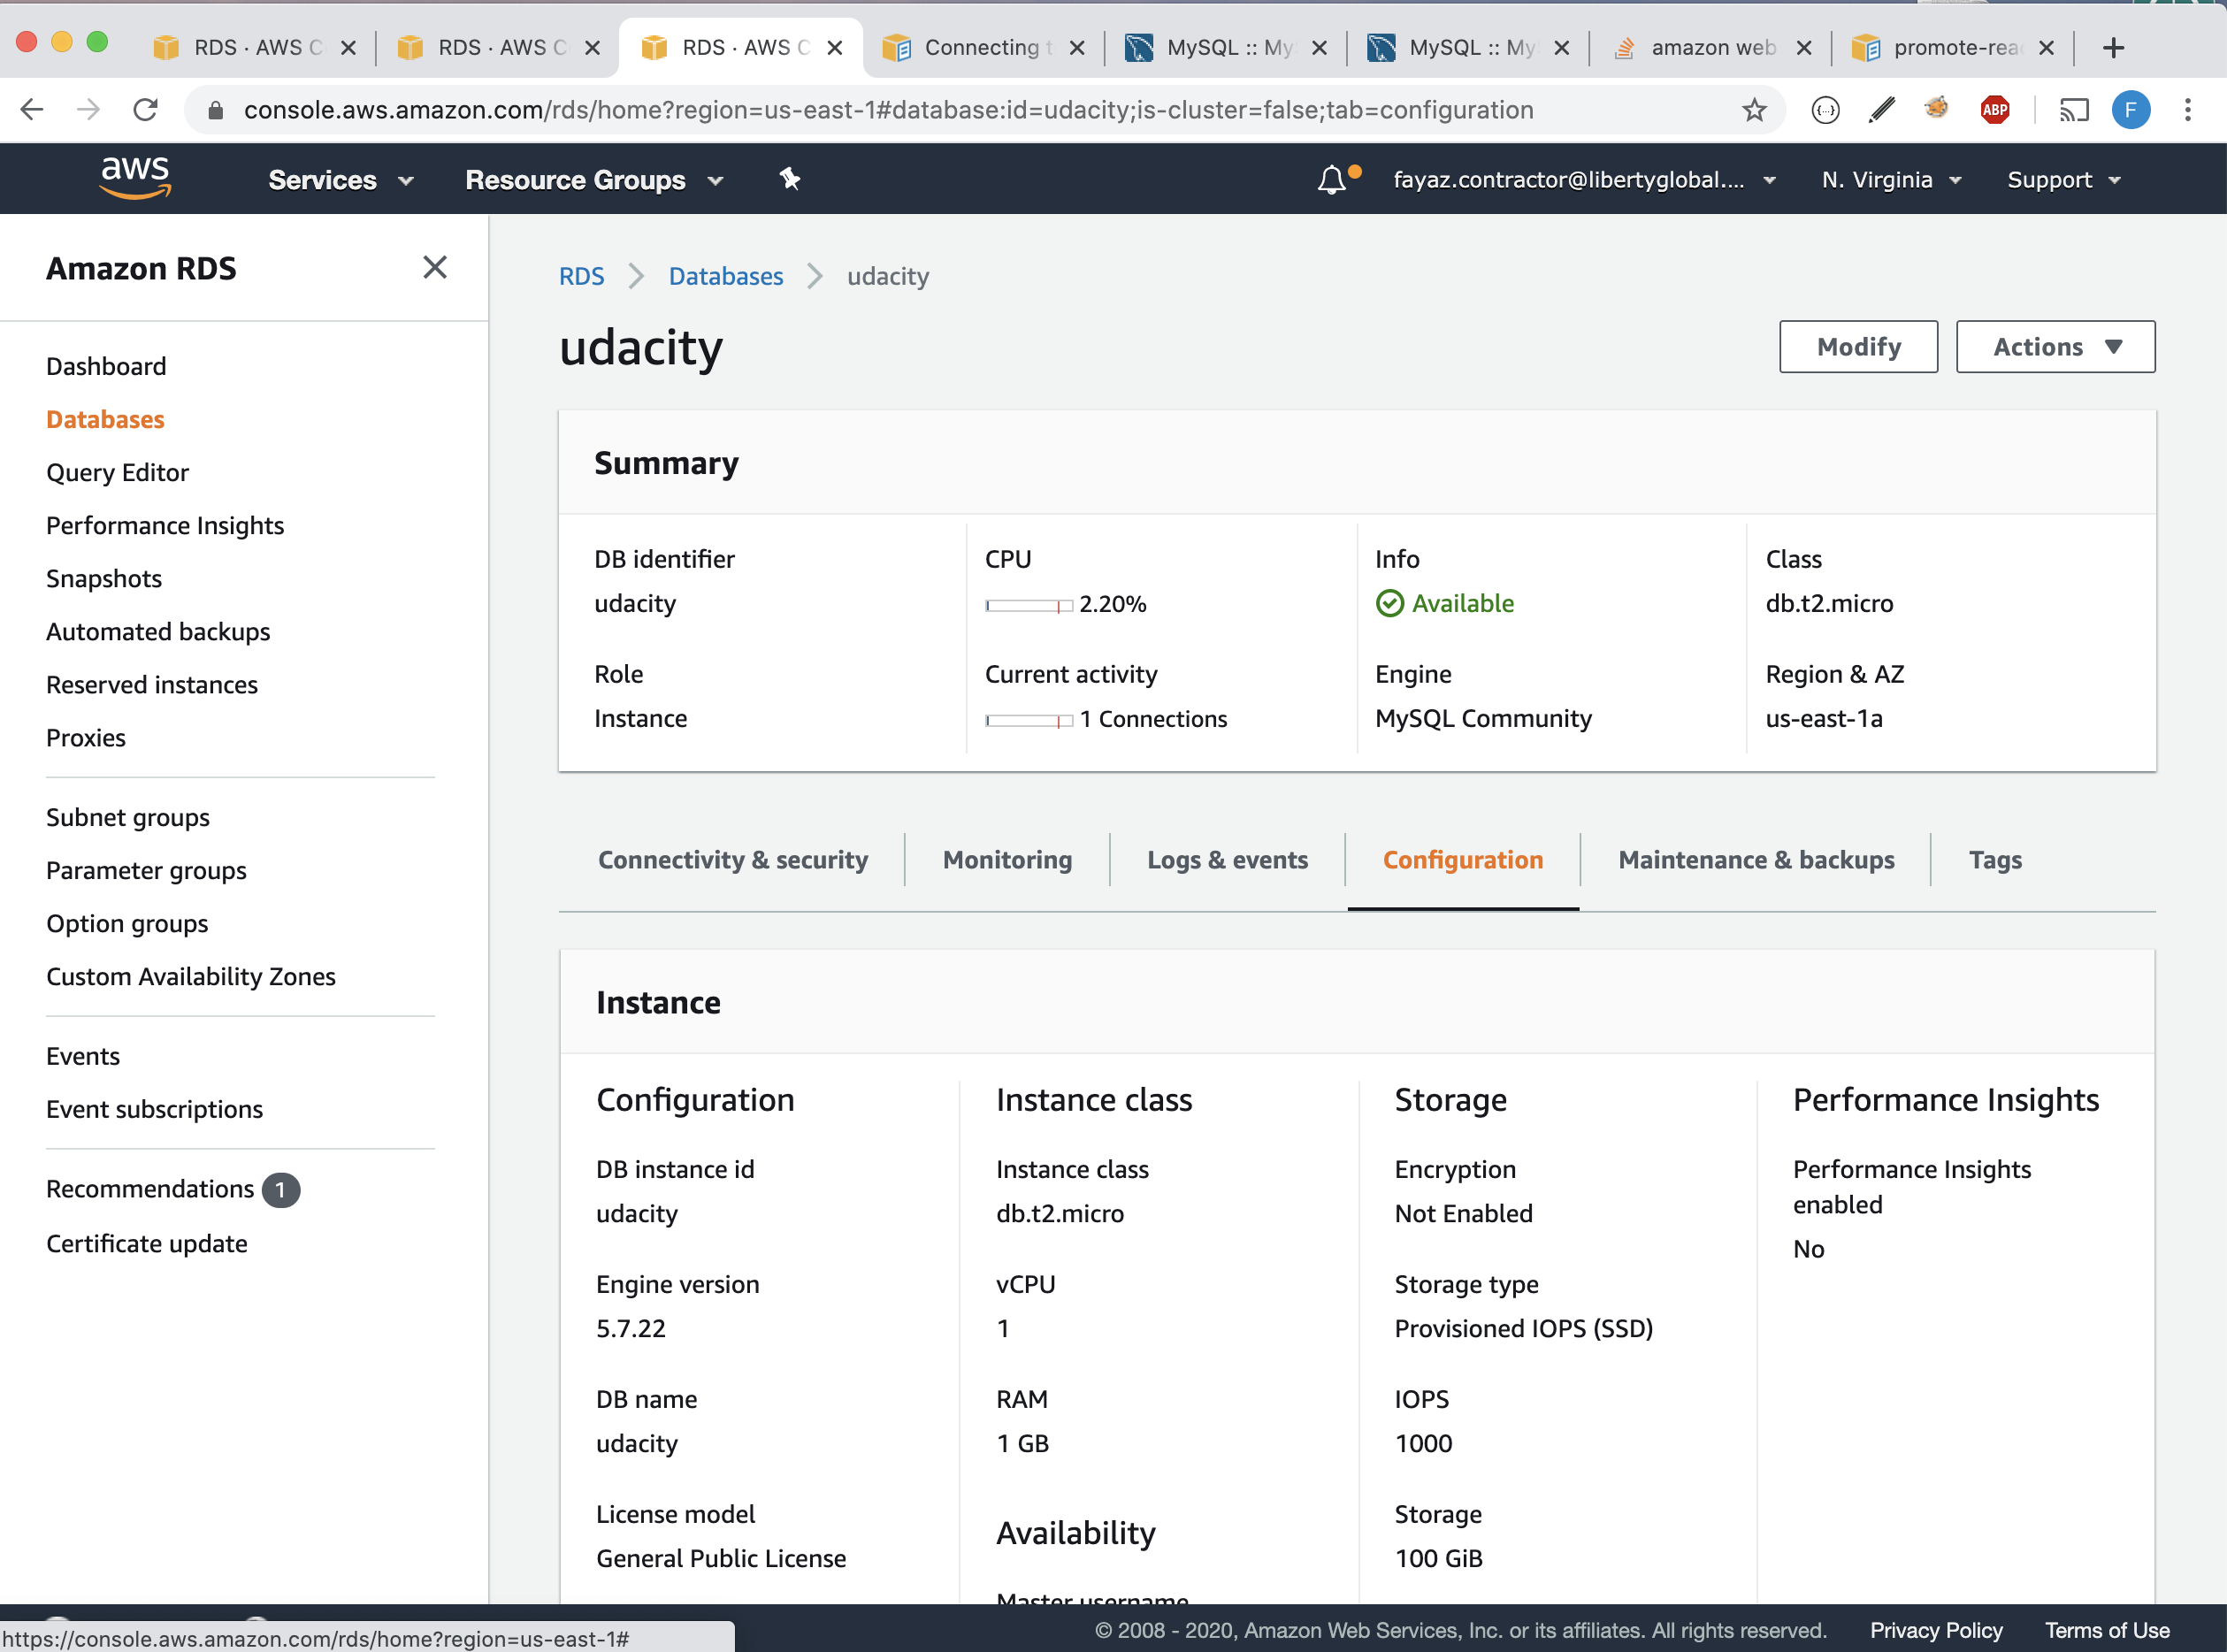 RDS · AWS C
RDS · AWS C
RDS · AWS C
Connecting t
MySQL :: My
MySQL :: My
amazon web
promote-rea
console.aws.amazon.com/rds/home?region=us-east-1#database:id=udacity;is-cluster=false;tab=configuration
ABP
F
aws
Services
Resource Groups
fayaz.contractor@libertyglobal....
N. Virginia
Support
Amazon RDS
Dashboard
Databases
Query Editor
Performance Insights
Snapshots
Automated backups
Reserved instances
Proxies
Subnet groups
Parameter groups
Option groups
Custom Availability Zones
Events
Event subscriptions
Recommendations 1
Certificate update
RDS > Databases > udacity
udacity
Modify
Actions
Summary
DB identifier
udacity
CPU
2.20%
Info
Available
Class
db.t2.micro
Role
Instance
Current activity
1 Connections
Engine
MySQL Community
Region & AZ
us-east-1a
Connectivity & security
Monitoring
Logs & events
Configuration
Maintenance & backups
Tags
Instance
Configuration
DB instance id
udacity
Engine version
5.7.22
DB name
udacity
License model
General Public License
Instance class
Instance class
db.t2.micro
vCPU
1
RAM
1 GB
Availability
Master username
Storage
Encryption
Not Enabled
Storage type
Provisioned IOPS (SSD)
IOPS
1000
Storage
100 GiB
Performance Insights
Performance Insights
enabled
No
https://console.aws.amazon.com/rds/home?region=us-east-1#
© 2008 - 2020, Amazon Web Services, Inc. or its affiliates. All rights reserved.
Privacy Policy
Terms of Use